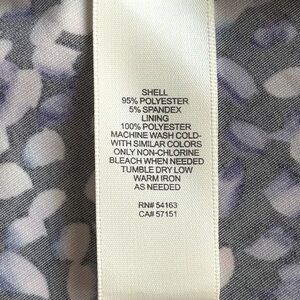 SHELL
95% POLYESTER
5% SPANDEX
LINING
100% POLYESTER
MACHINE WASH COLD-
WITH SIMILAR COLORS
ONLY NON-CHLORINE
BLEACH WHEN NEEDED
TUMBLE DRY LOW
WARM IRON
AS NEEDED
RN# 54163
CA# 57151